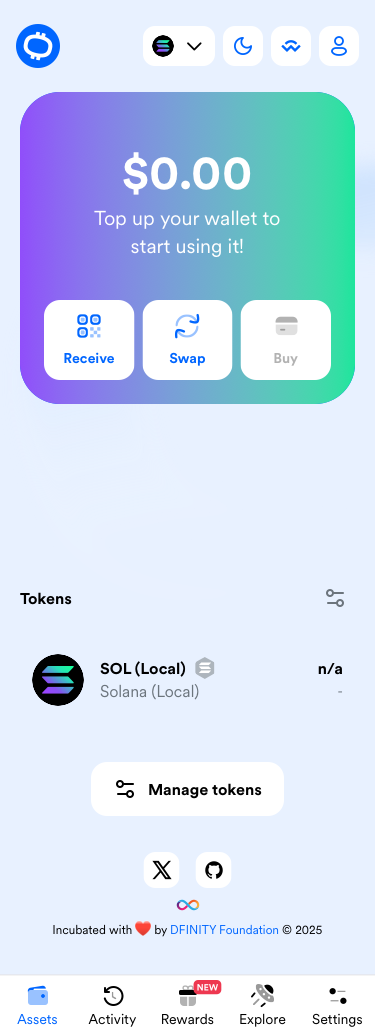 $0.00
Top up your wallet to
start using it!
Receive
Swap
Buy
Tokens
SOL (Local)
n/a
Solana (Local)
-
Manage tokens
Incubated with ❤️ by DFINITY Foundation © 2025
NEW
Assets
Activity
Rewards
Explore
Settings